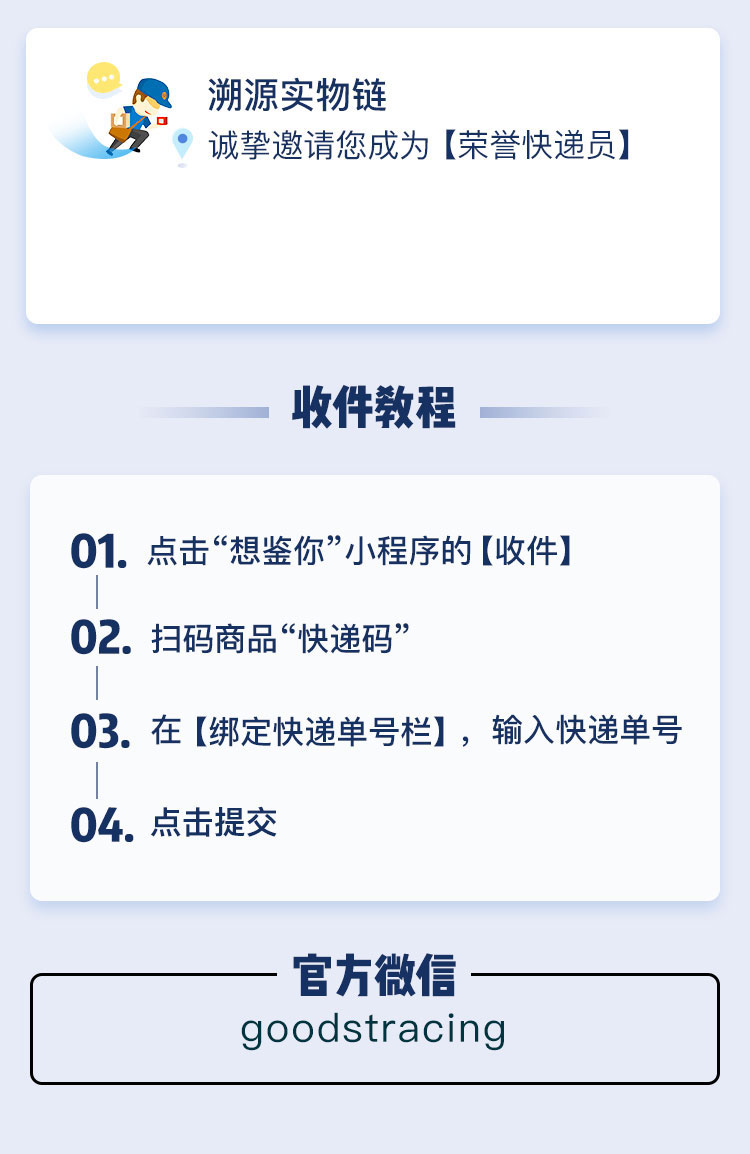 溯源实物链
诚挚邀请您成为【荣誉快递员】
收件教程
01. 点击“想鉴你”小程序的【收件】
02. 扫码商品“快递码”
03. 在【绑定快递单号栏】，输入快递单号
04. 点击提交
官方微信
goodstracing